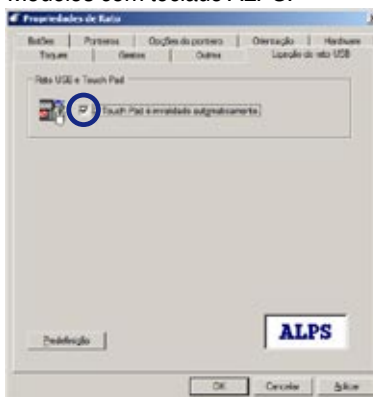 Modelos com teclado ALPS.
Propriedades de Rato
Botões Ponteiros Opções do ponteiro Orientação Hardware
Toques Gestos Outros Ligação do rato USB
Rato USB e Touch Pad
Touch Pad é invalidado automaticamente.
ALPS
Predefinição
OK Cancelar Aplicar